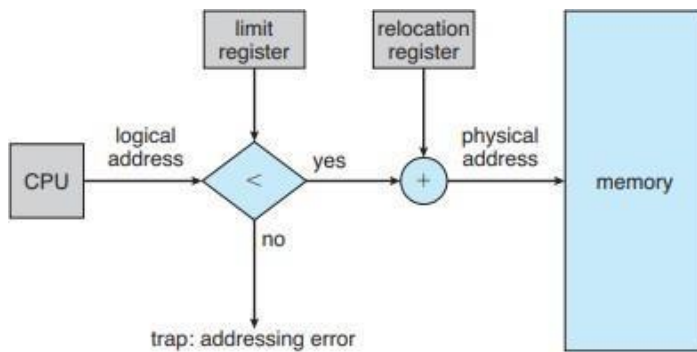 limit
register
relocation
register
logical
address
physical
address
CPU
<
yes
+
memory
no
trap: addressing error